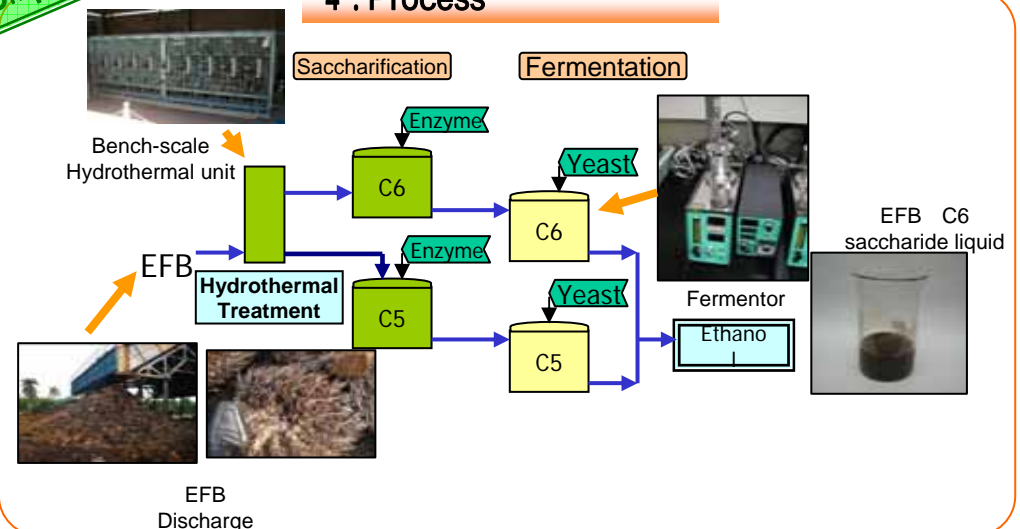 4 . Process
Saccharification
Fermentation
Enzyme
Bench-scale
Hydrothermal unit
Yeast
C6
C6
EFB C6
saccharide liquid
Enzyme
EFB
Hydrothermal
Treatment
Yeast
Fermentor
C5
Ethano
l
C5
EFB
Discharge